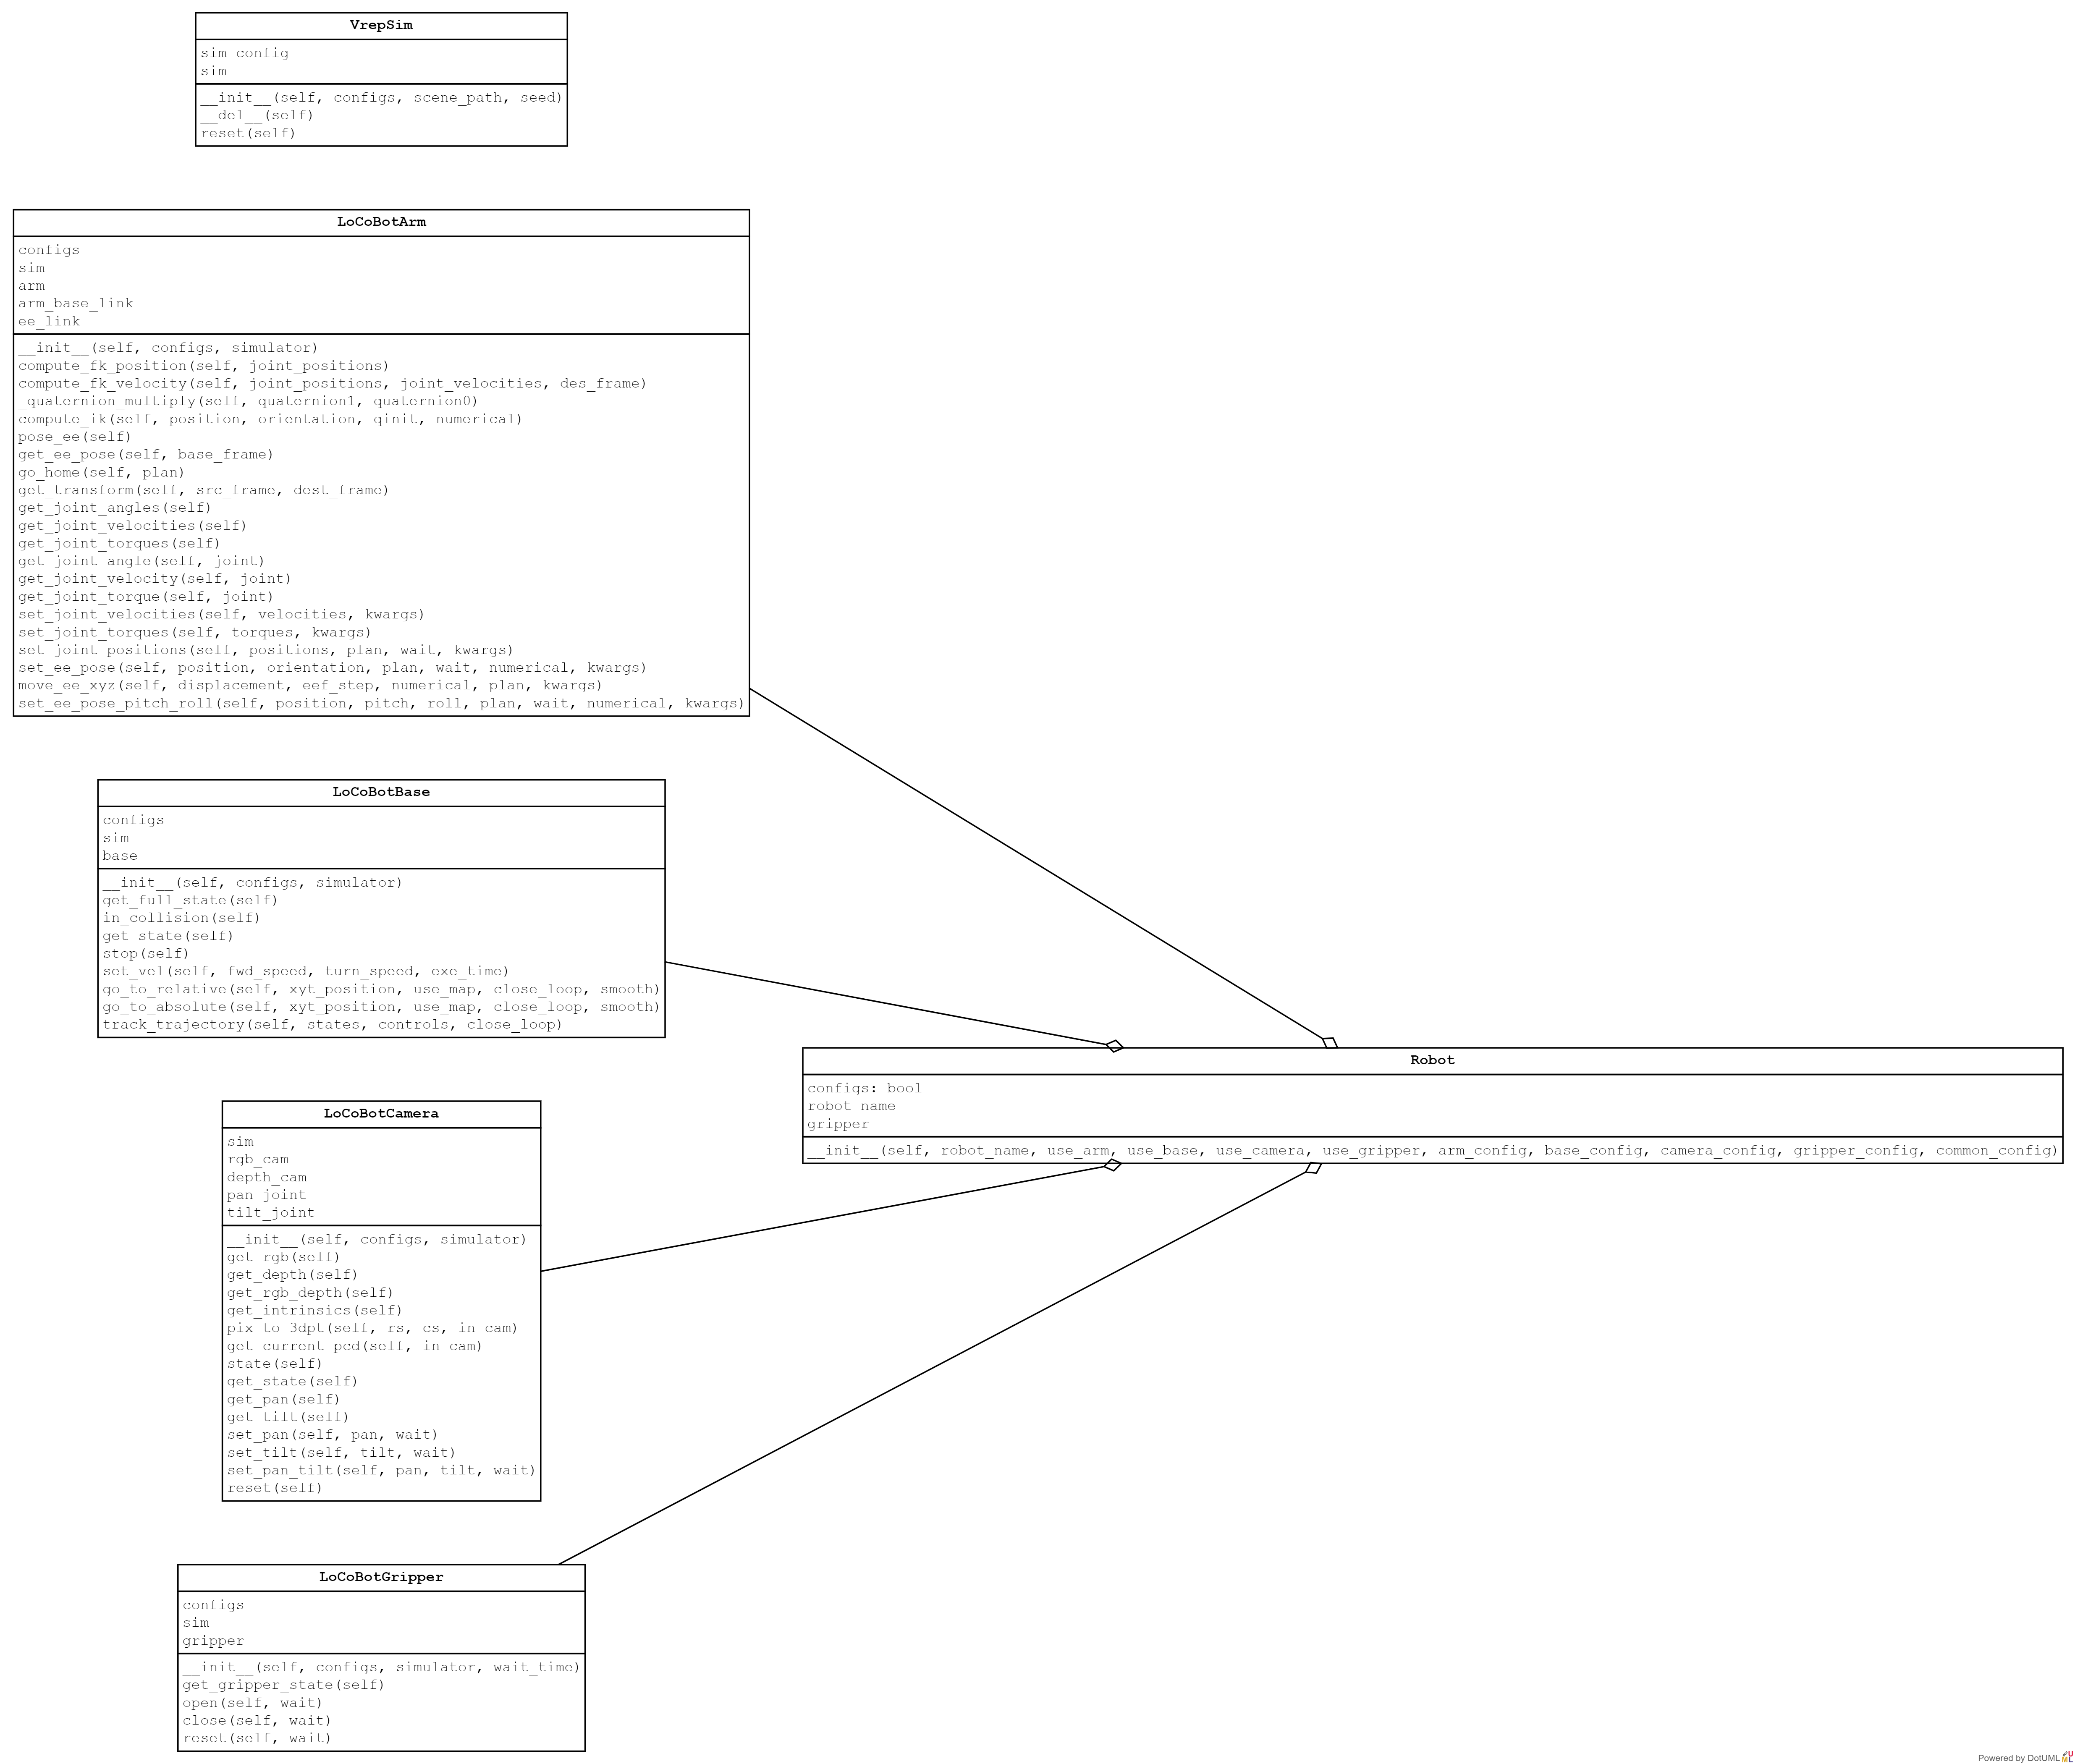 VrepSim
sim_config
sim
__init__(self, configs, scene_path, seed)
__del__(self)
reset(self)
LoCoBotArm
configs
sim
arm
arm_base_link
ee_link
__init__(self, configs, simulator)
compute_fk_position(self, joint_positions)
compute_fk_velocity(self, joint_positions, joint_velocities, des_frame)
_quaternion_multiply(self, quaternion1, quaternion0)
compute_ik(self, position, orientation, qinit, numerical)
pose_ee(self)
get_ee_pose(self, base_frame)
go_home(self, plan)
get_transform(self, src_frame, dest_frame)
get_joint_angles(self)
get_joint_velocities(self)
get_joint_torques(self)
get_joint_angle(self, joint)
get_joint_velocity(self, joint)
get_joint_torque(self, joint)
set_joint_velocities(self, velocities, kwargs)
set_joint_torques(self, torques, kwargs)
set_joint_positions(self, positions, plan, wait, kwargs)
set_ee_pose(self, position, orientation, plan, wait, numerical, kwargs)
move_ee_xyz(self, displacement, eef_step, numerical, plan, kwargs)
set_ee_pose_pitch_roll(self, position, pitch, roll, plan, wait, numerical, kwargs)
LoCoBotBase
configs
sim
base
__init__(self, configs, simulator)
get_full_state(self)
in_collision(self)
get_state(self)
stop(self)
set_vel(self, fwd_speed, turn_speed, exe_time)
go_to_relative(self, xyt_position, use_map, close_loop, smooth)
go_to_absolute(self, xyt_position, use_map, close_loop, smooth)
track_trajectory(self, states, controls, close_loop)
Robot
configs: bool
robot_name
gripper
__init__(self, robot_name, use_arm, use_base, use_camera, use_gripper, arm_config, base_config, camera_config, gripper_config, common_config)
LoCoBotCamera
sim
rgb_cam
depth_cam
pan_joint
tilt_joint
__init__(self, configs, simulator)
get_rgb(self)
get_depth(self)
get_rgb_depth(self)
get_intrinsics(self)
pix_to_3dpt(self, rs, cs, in_cam)
get_current_pcd(self, in_cam)
state(self)
get_state(self)
get_pan(self)
get_tilt(self)
set_pan(self, pan, wait)
set_tilt(self, tilt, wait)
set_pan_tilt(self, pan, tilt, wait)
reset(self)
LoCoBotGripper
configs
sim
gripper
__init__(self, configs, simulator, wait_time)
get_gripper_state(self)
open(self, wait)
close(self, wait)
reset(self, wait)
Powered by DotUML